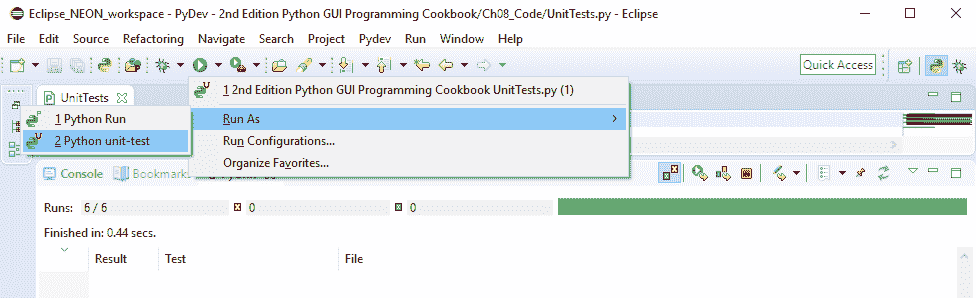 Eclipse_NEON_workspace - PyDev - 2nd Edition Python GUI Programming Cookbook/Ch08_Code/UnitTests.py - Eclipse
File Edit Source Refactoring Navigate Search Project Pydev Run Window Help
Quick Access
UnitTests
1 2nd Edition Python GUI Programming Cookbook UnitTests.py (1)
1 Python Run
Run As
2 Python unit-test
Run Configurations...
Organize Favorites...
Console Bookmarks
Runs: 6 / 6 0 0
Finished in: 0.44 secs.
Result Test File